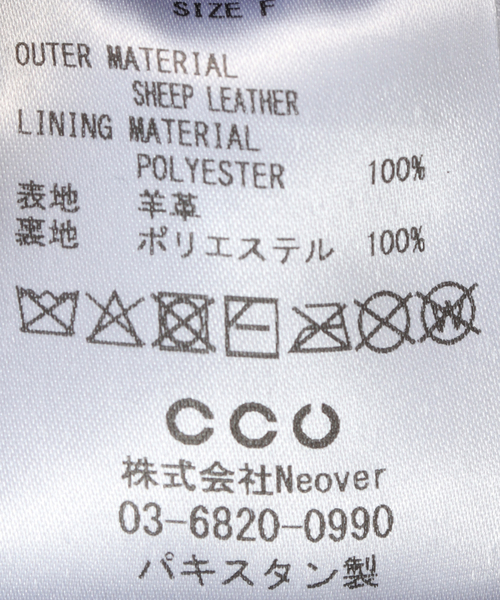 SIZE F
OUTER MATERIAL
SHEEP LEATHER
LINING MATERIAL
POLYESTER 100%
表地 羊革
裏地 ポリエステル 100%
W
CCU
株式会社Neover
03-6820-0990
パキスタン製